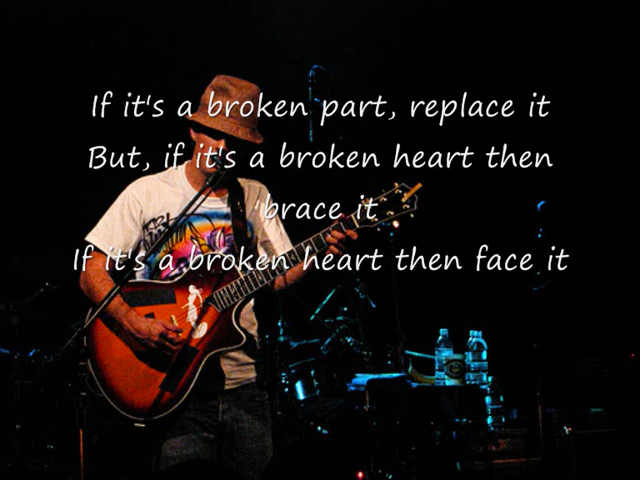 If it's a broken part, replace it
But, if it's a broken heart then
brace it
If it's a broken heart then face it